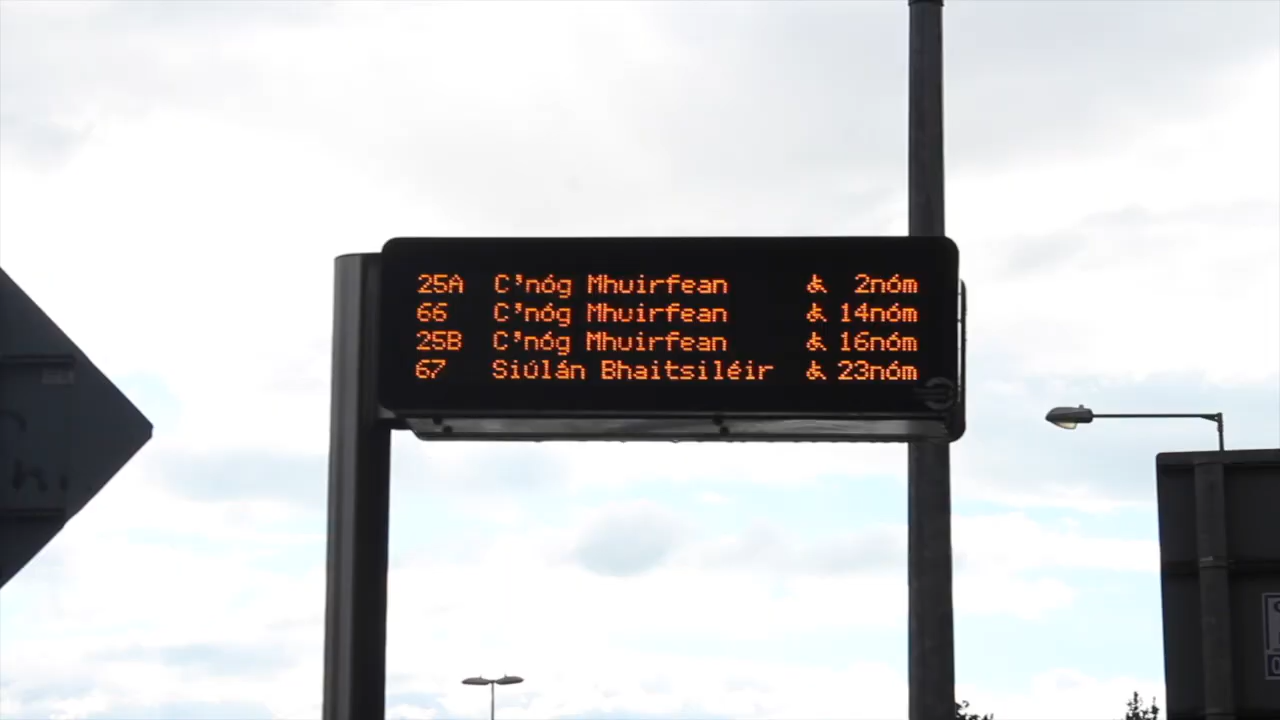 25A C'nóg Mhuirfean 2nóm
66 C'nóg Mhuirfean 14nóm
25B C'nóg Mhuirfean 16nóm
67 Siúlán Bhaitsiléir 23nóm